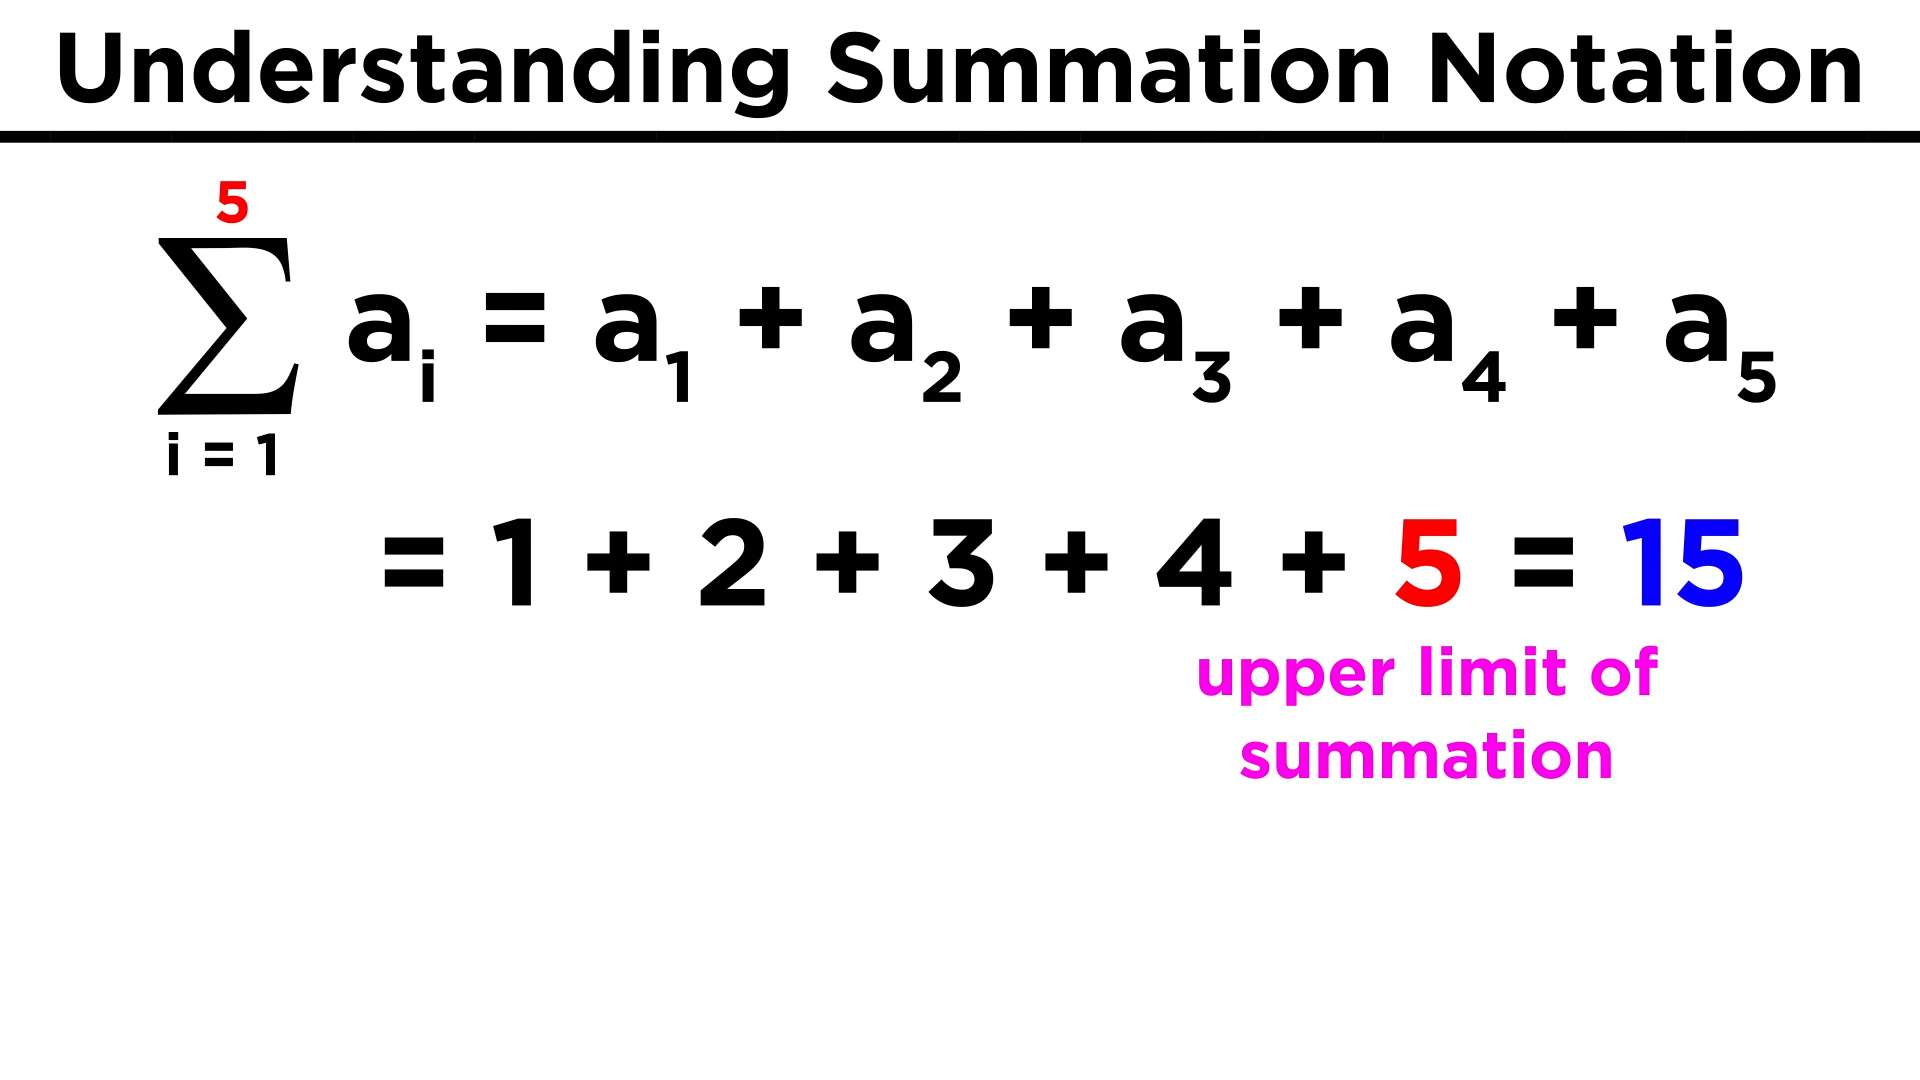 Understanding Summation Notation
5
∑ aᵢ = a₁ + a₂ + a₃ + a₄ + a₅
i = 1
= 1 + 2 + 3 + 4 + 5 = 15
upper limit of
summation